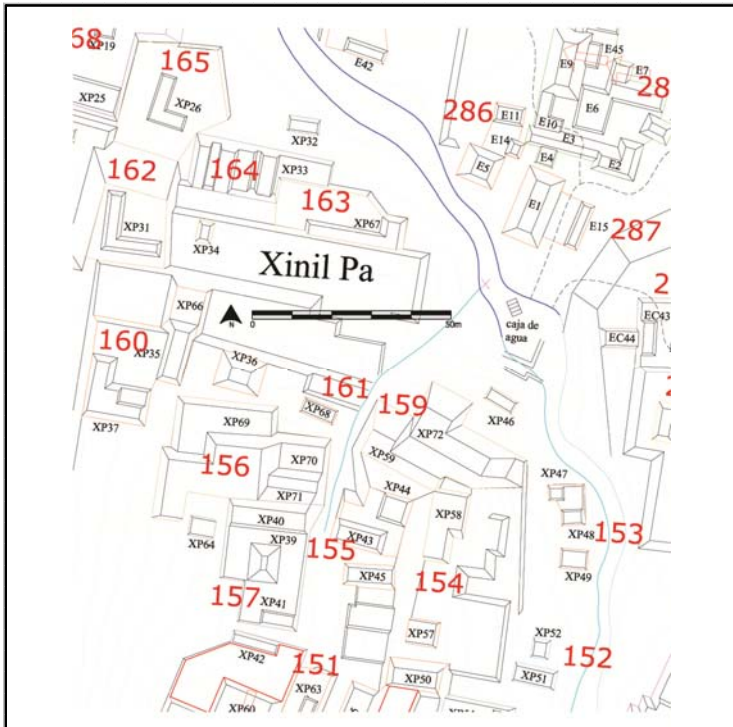 68
XP19
165
E42
E45
E9
E7
28
XP25
XP26
E6
286
E11
E10
E3
XP32
E14
E4
E2
E5
162
164
XP33
163
E1
XP31
XP67
E15
287
XP34
Xinil Pa
2
XP66
N
0
50m
caja de
agua
EC43
EC44
160
XP35
XP36
161
159
XP46
XP37
XP68
XP69
XP72
156
XP70
XP59
XP71
XP44
XP47
XP40
XP58
XP48
153
XP64
XP39
155
XP43
XP49
XP45
154
157
XP41
XP57
XP52
152
XP42
151
XP50
XP51
XP63
XP60